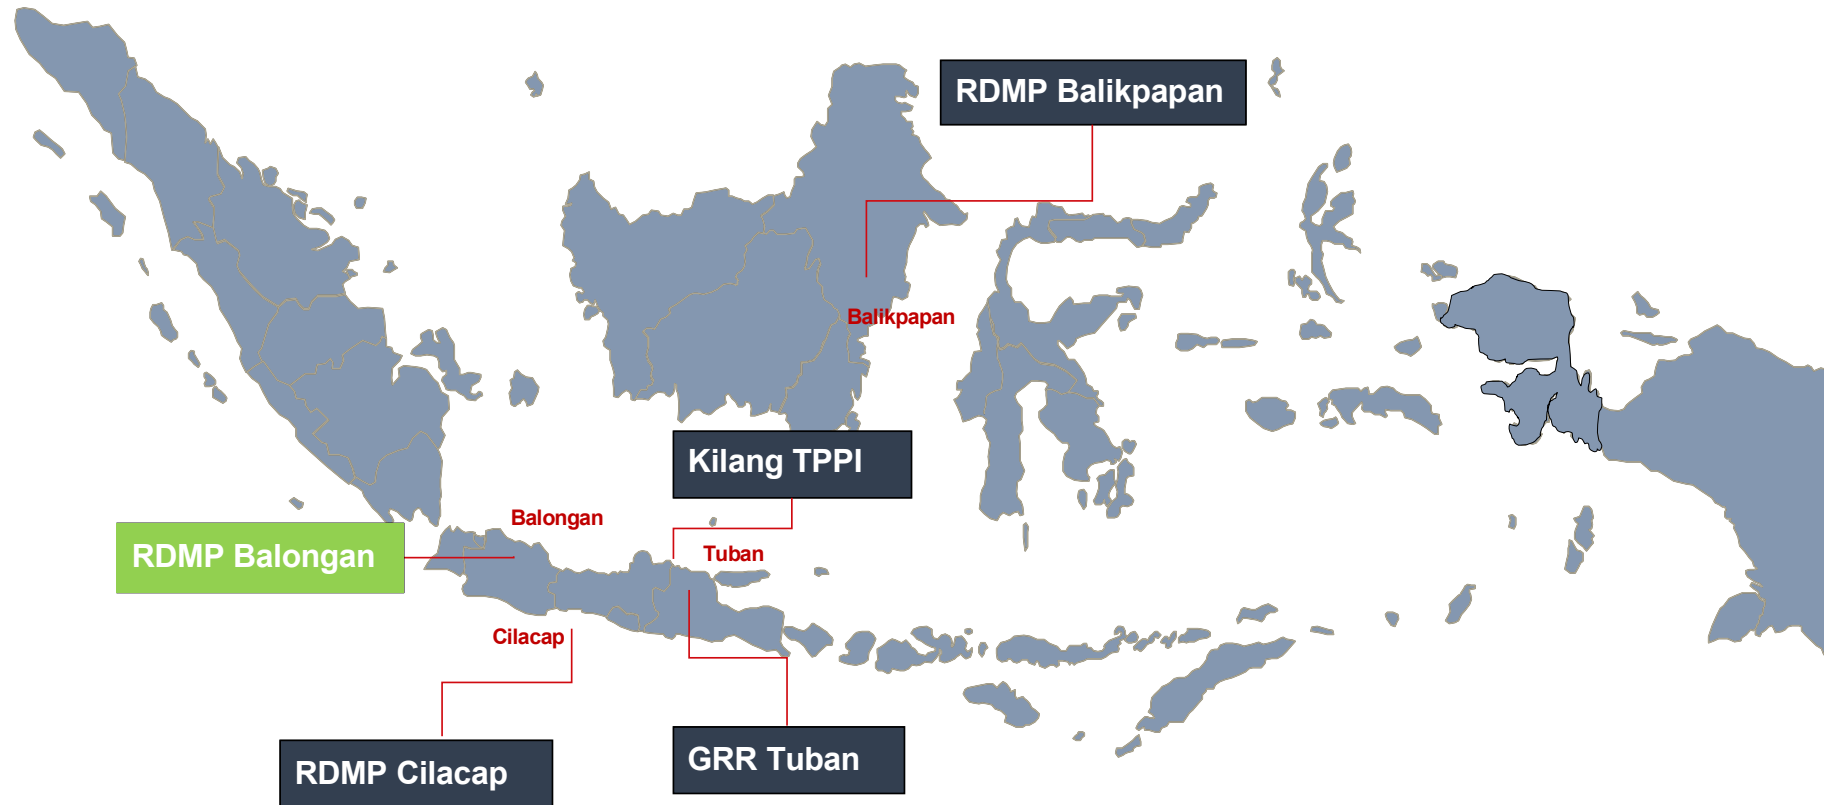 RDMP Balikpapan
Balikpapan
Kilang TPPI
Balongan
RDMP Balongan
Tuban
Cilacap
GRR Tuban
RDMP Cilacap